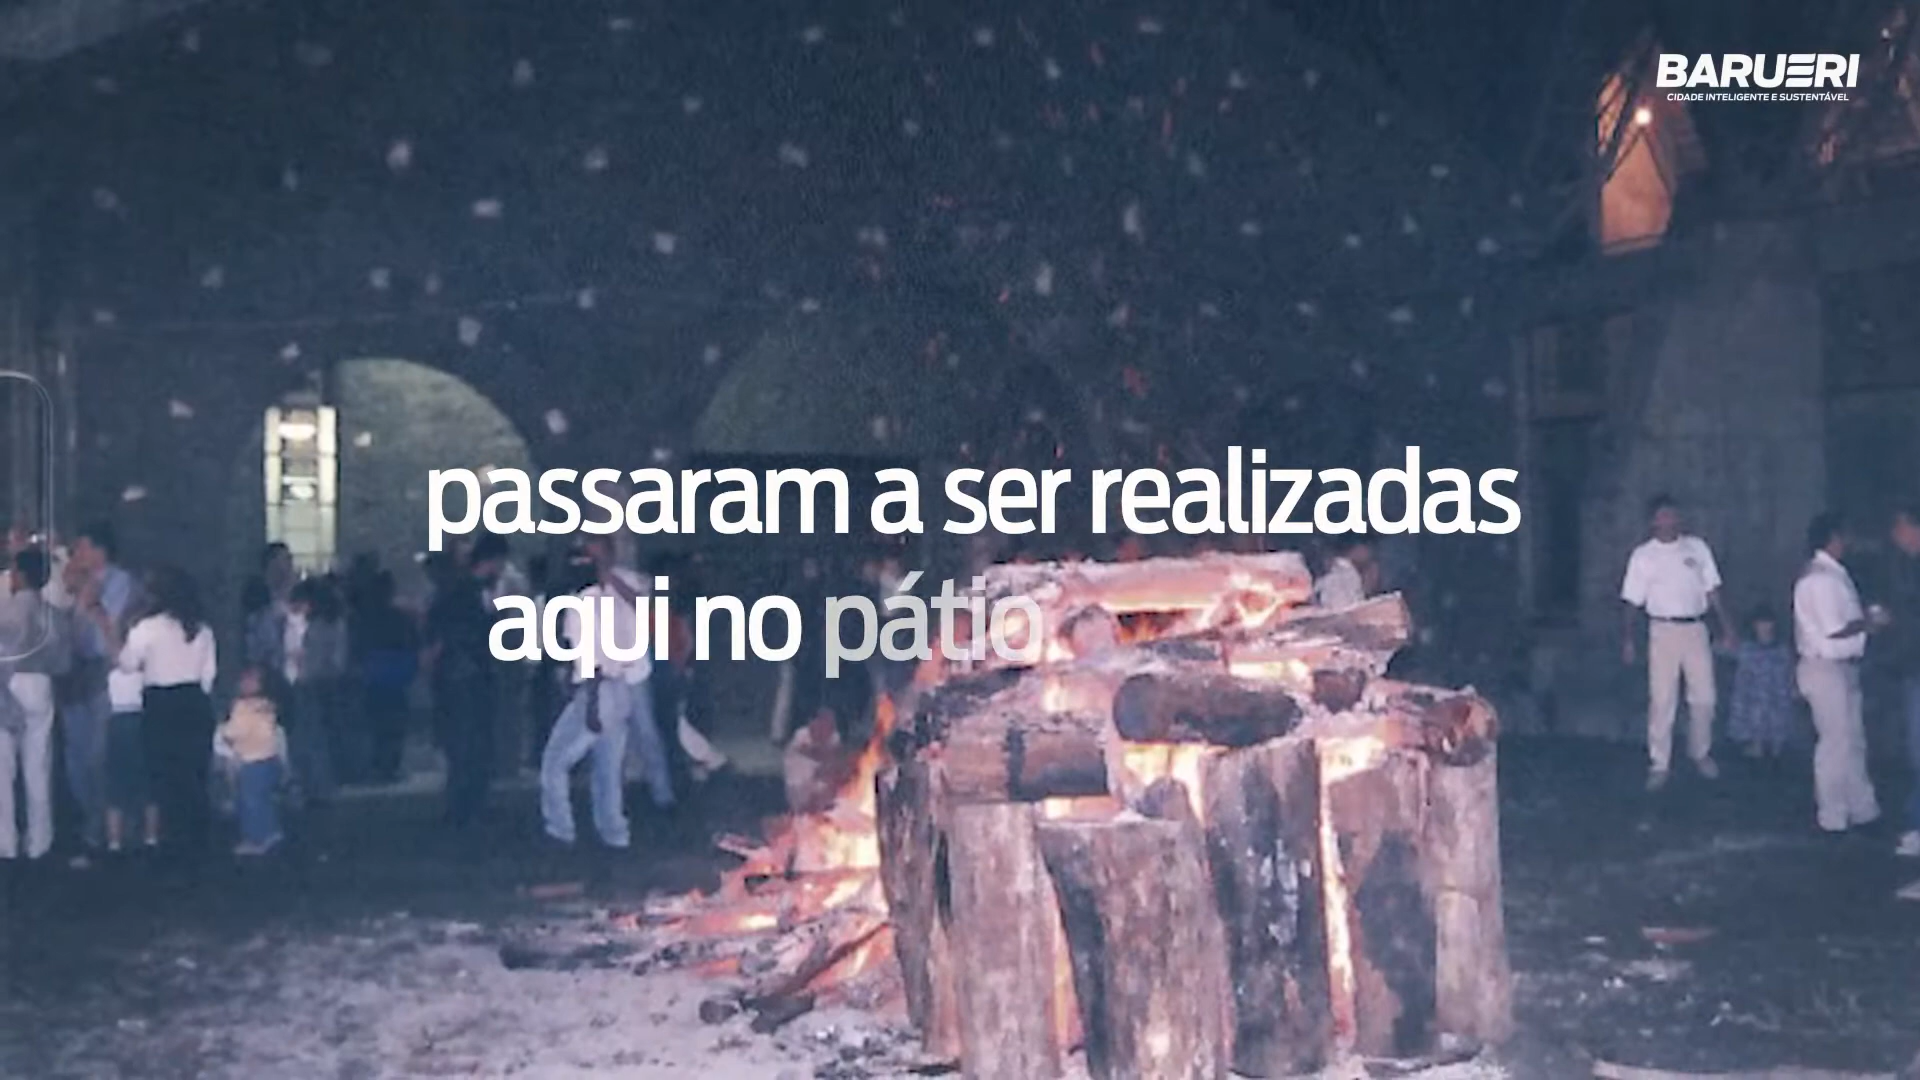 BARUERI
CIDADE INTELIGENTE E SUSTENTÁVEL
passaram a ser realizadas
aqui no pátio